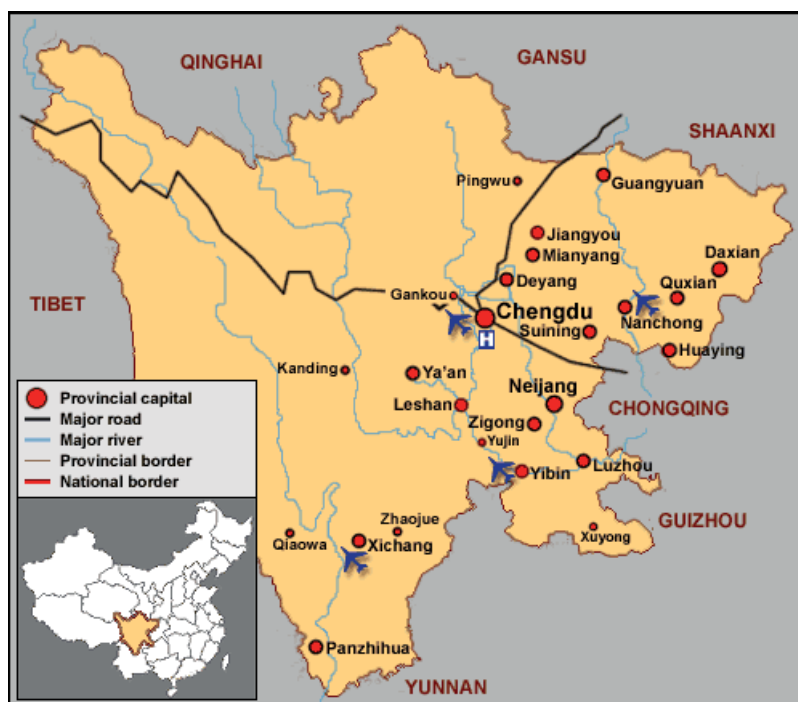 QINGHAI
GANSU
SHAANXI
Pingwu
Guangyuan
Jiangyou
Mianyang
Daxian
Deyang
Quxian
TIBET
Gankou
Chengdu
Nanchong
Suining
H
Huaying
Kanding
Ya'an
Provincial capital
Neijang
Leshan
CHONGQING
Major road
Zigong
Major river
Yujin
Provincial border
Luzhou
Yibin
National border
GUIZHOU
Zhaojue
Xuyong
Qiaowa
Xichang
Panzhihua
YUNNAN